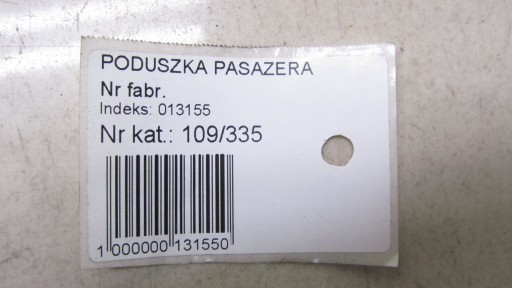 PODUSZKA PASAZERA
Nr fabr.
Indeks: 013155
Nr kat.: 109/335
1 000000 131550